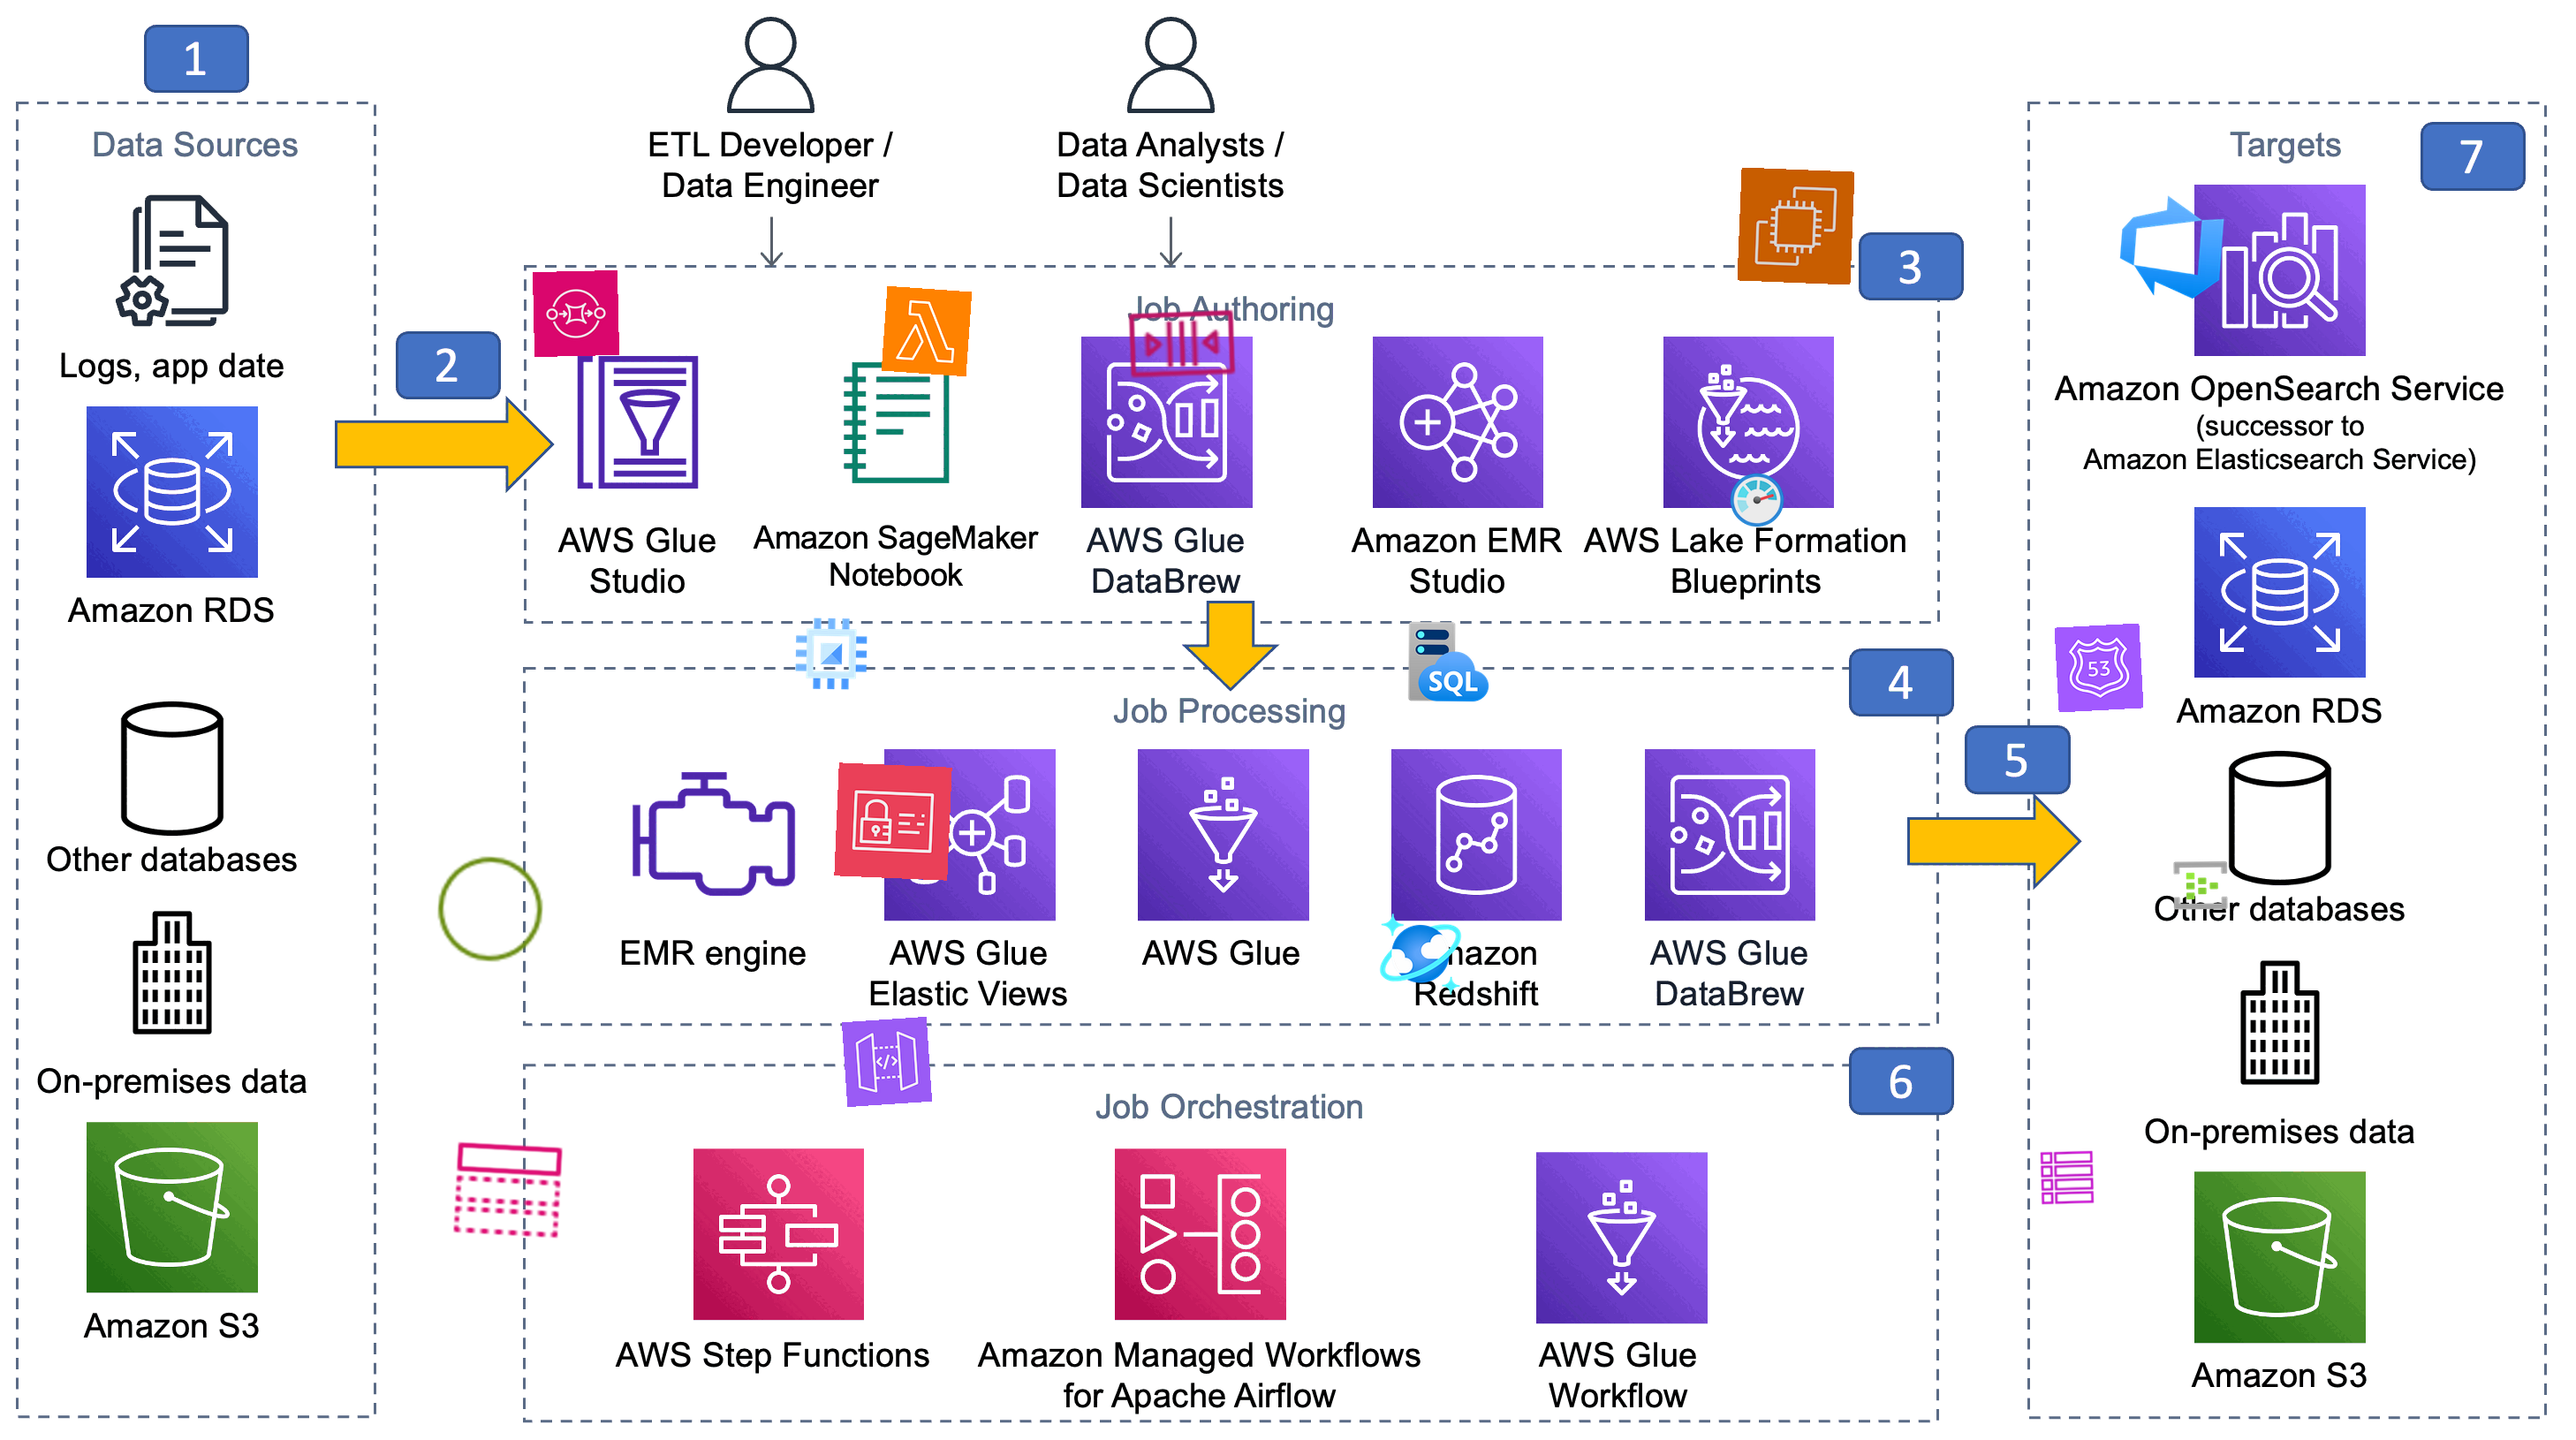 1
Data Sources
Logs, app date
Amazon RDS
Other databases
On-premises data
Amazon S3
2
ETL Developer /
Data Engineer
Data Analysts /
Data Scientists
3
Job Authoring
AWS Glue
Studio
Amazon SageMaker
Notebook
AWS Glue
DataBrew
Amazon EMR
Studio
AWS Lake Formation
Blueprints
SQL
4
Job Processing
EMR engine
AWS Glue
Elastic Views
AWS Glue
mazon
Redshift
AWS Glue
DataBrew
5
6
</>
Job Orchestration
AWS Step Functions
Amazon Managed Workflows
for Apache Airflow
AWS Glue
Workflow
7
Targets
Amazon OpenSearch Service
(successor to
Amazon Elasticsearch Service)
53
Amazon RDS
Other databases
On-premises data
Amazon S3